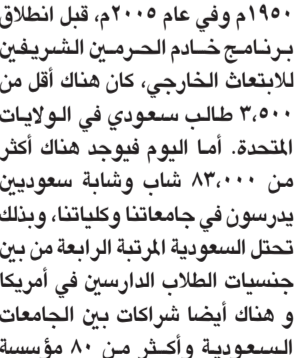 ١٩٥٠م وفي عام ٢٠٠٥م، قبل انطلاق
برنامج خادم الحرمين الشريفين
للابتعاث الخارجي، كان هناك أقل من
٣،٥٠٠ طالب سعودي في الولايات
المتحدة. أما اليوم فيوجد هناك أكثر
من ٨٣،٠٠٠ شاب وشابة سعوديين
يدرسون في جامعاتنا وكلياتنا، وبذلك
تحتل السعودية المرتبة الرابعة من بين
جنسيات الطلاب الدارسين في أمريكا
و هناك أيضا شراكات بين الجامعات
السعودية وأكثر من ٨٠ مؤسسة